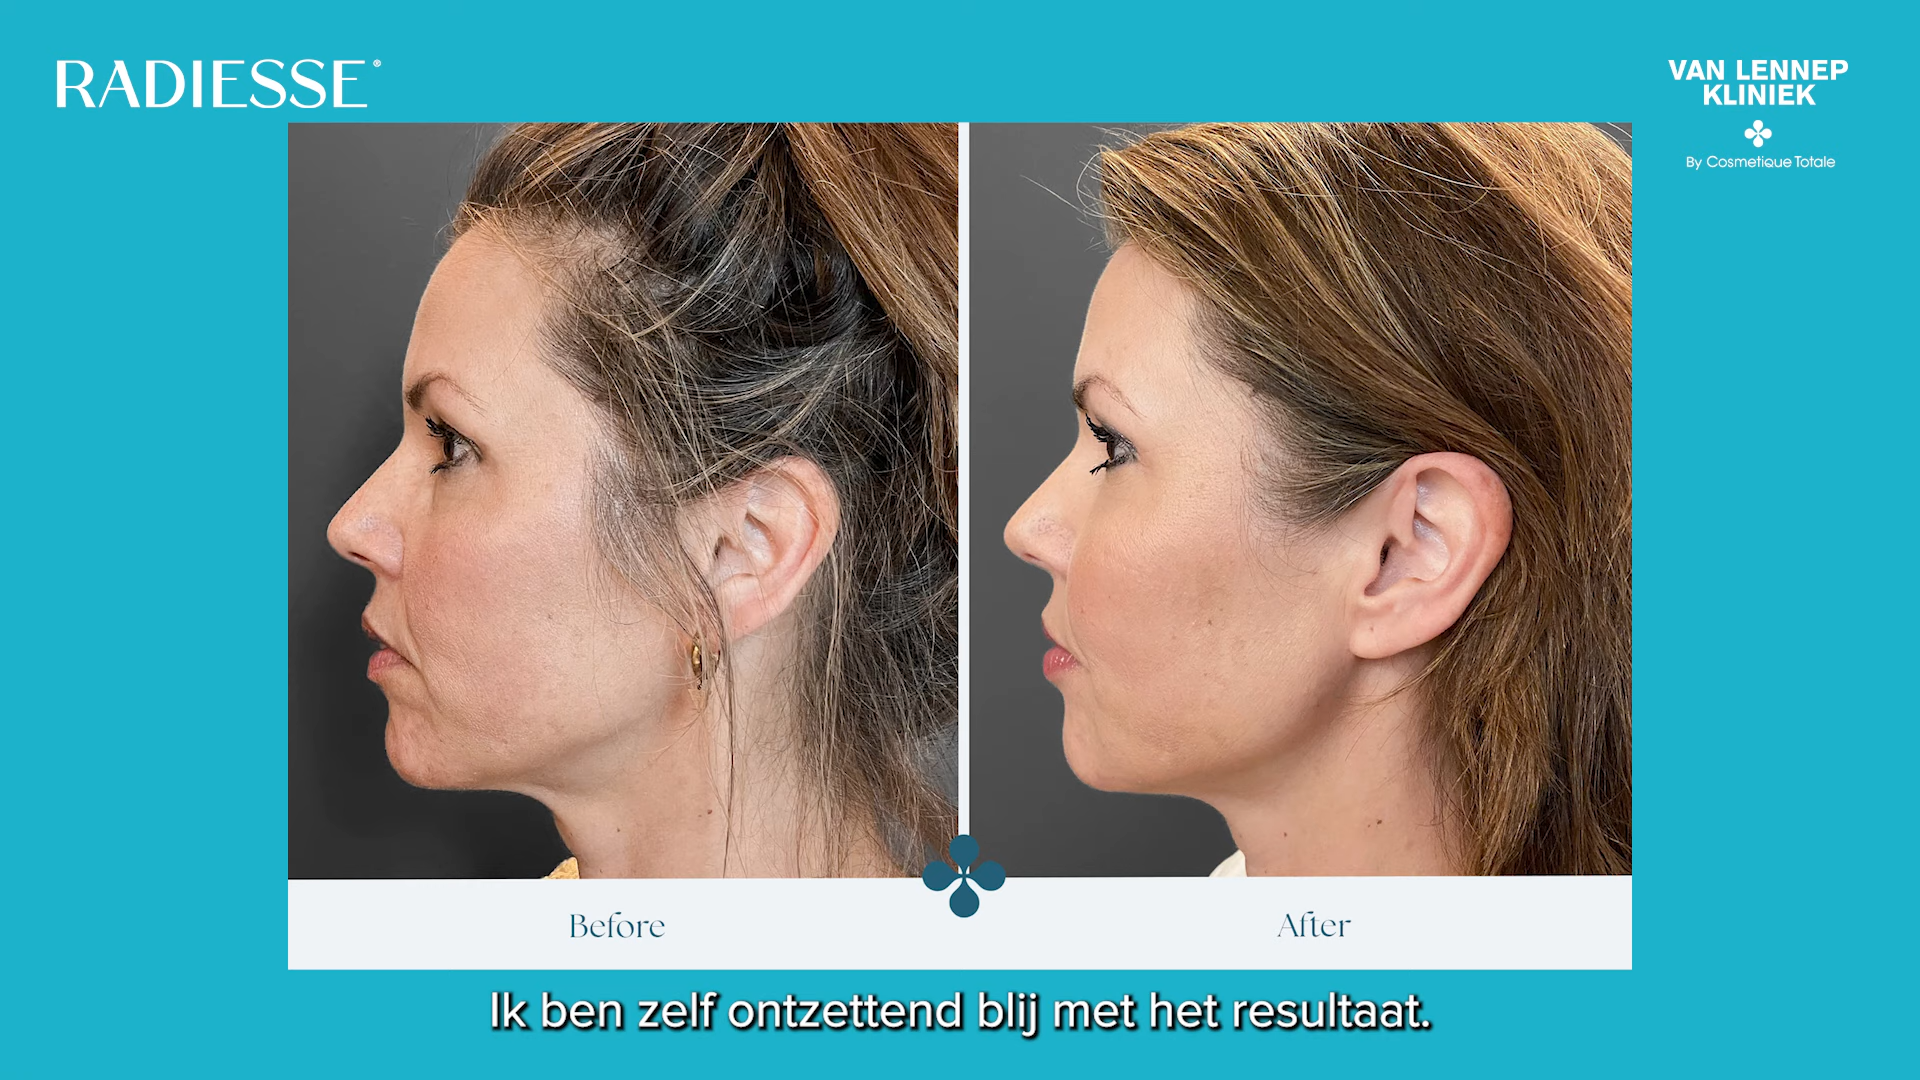 RADIESSE®
VAN LENNEP
KLINIEK
By Cosmetique Totale
Before
After
Ik ben zelf ontzettend blij met het resultaat.